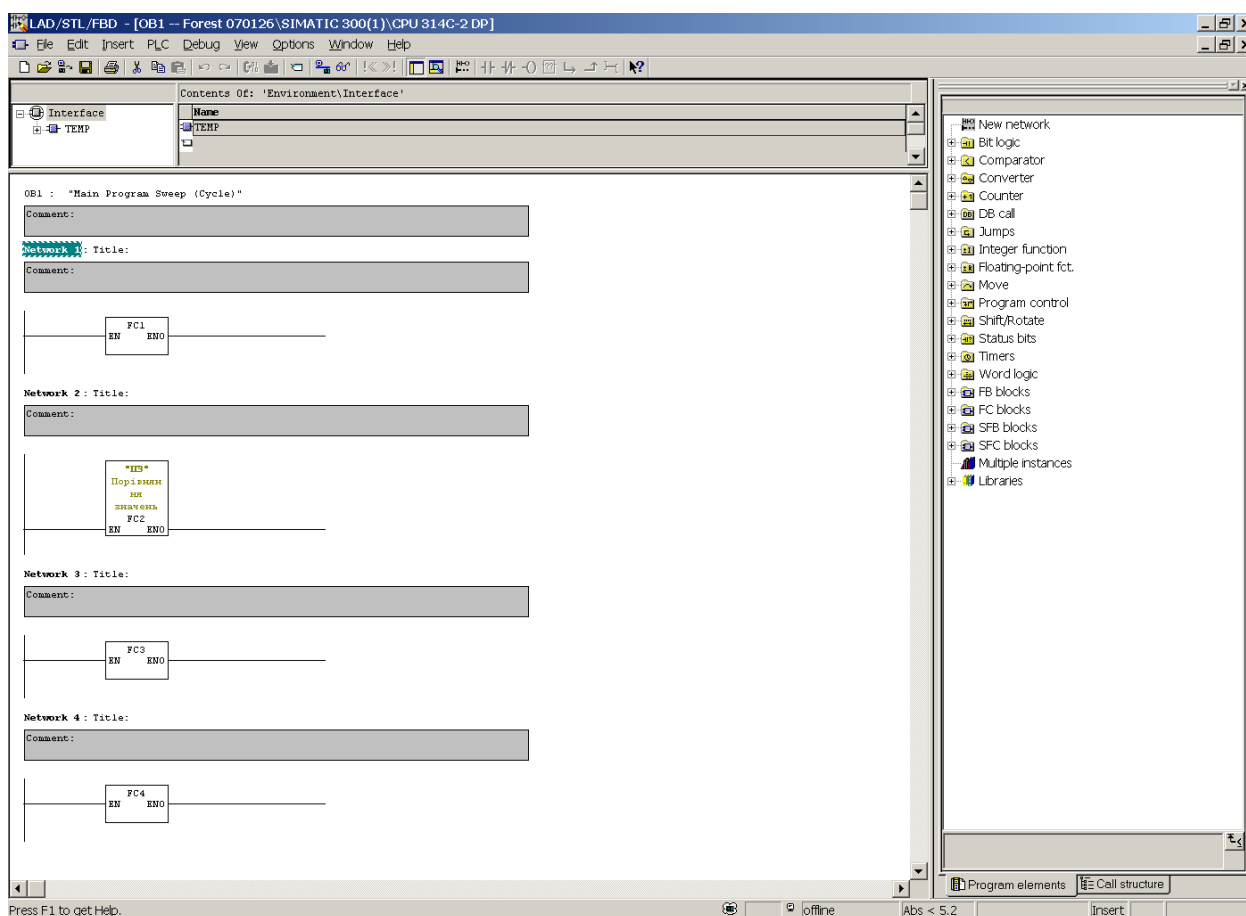 LAD/STL/FBD - [OB1 -- Forest 070126\SIMATIC 300(1)\CPU 314C-2 DP]
File Edit Insert PLC Debug View Options Window Help
Contents Of: 'Environment\Interface'
Interface
TEMP
Name
TEMP
OB1 : "Main Program Sweep (Cycle)"
Comment:
Network 1: Title:
Comment:
FC1
EN ENO
Network 2: Title:
Comment:
"ПЗ"
Порівнян
ня
значень
FC2
EN ENO
Network 3: Title:
Comment:
FC3
EN ENO
Network 4: Title:
Comment:
FC4
EN ENO
New network
Bit logic
Comparator
Converter
Counter
DB call
Jumps
Integer function
Floating-point fct.
Move
Program control
Shift/Rotate
Status bits
Timers
Word logic
FB blocks
FC blocks
SFB blocks
SFC blocks
Multiple instances
Libraries
Program elements Call structure
Press F1 to get Help.
offline
Abs < 5.2
Insert